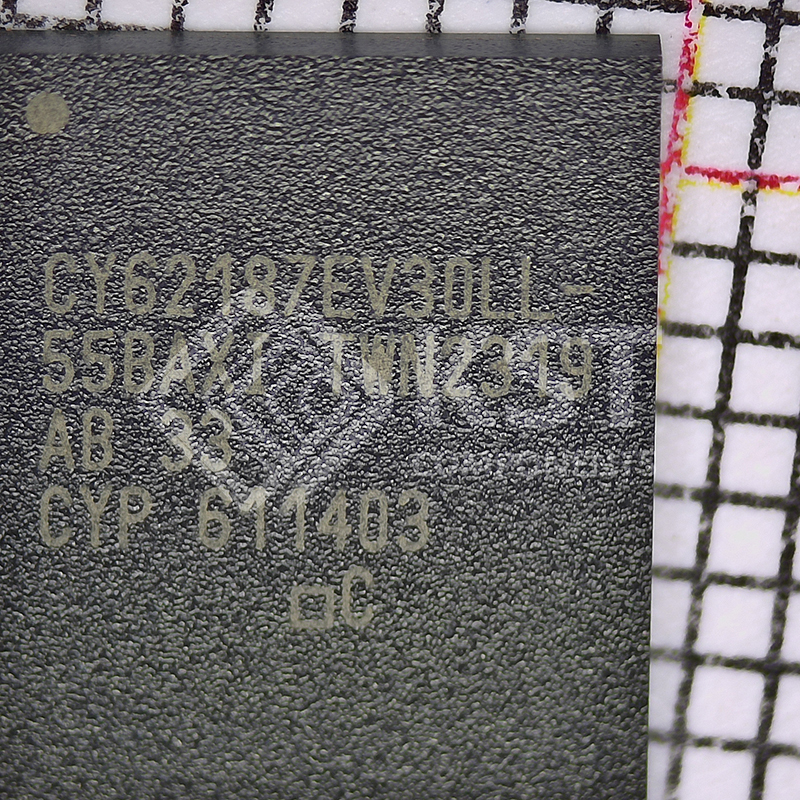 CY62187EV30LL-
55BAXI TWN2319
AB 33
CYP 611403
C